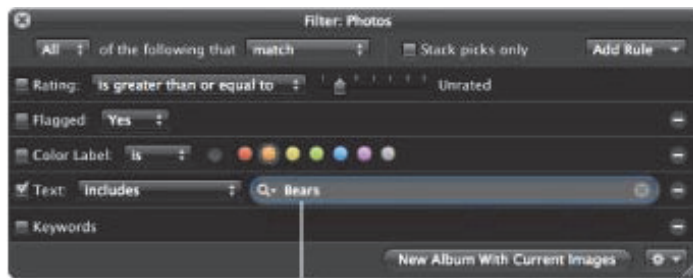 Filter: Photos
All of the following that match Stack picks only Add Rule
Rating: is greater than or equal to Unrated
Flagged Yes
Color Label: is
Text: includes Bears
Keywords
New Album With Current Images